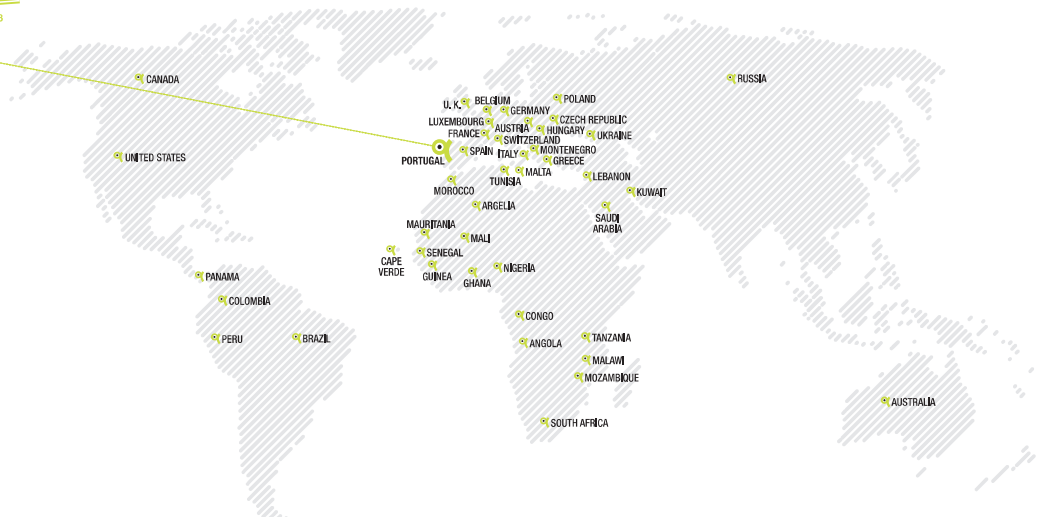 CANADA
RUSSIA
POLAND
BELGIUM
U. K.
GERMANY
LUXEMBOURG
CZECH REPUBLIC
AUSTRIA
HUNGARY
FRANCE
UKRAINE
SWITZERLAND
SPAIN
ITALY
MONTENEGRO
UNITED STATES
PORTUGAL
GREECE
MALTA
TUNISIA
LEBANON
MOROCCO
KUWAIT
ARGELIA
SAUDI
ARABIA
MAURITANIA
MALI
SENEGAL
CAPE
VERDE
GUINEA
GHANA
NIGERIA
PANAMA
COLOMBIA
CONGO
PERU
BRAZIL
ANGOLA
TANZANIA
MALAWI
MOZAMBIQUE
AUSTRALIA
SOUTH AFRICA